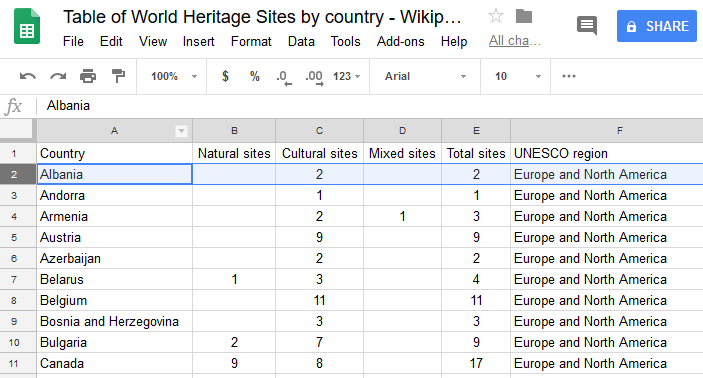 Table of World Heritage Sites by country - Wikip...
File Edit View Insert Format Data Tools Add-ons Help All cha...
SHARE
100% $ % .0 .00 123 Arial 10
fx Albania
A B C D E F
1 Country Natural sites Cultural sites Mixed sites Total sites UNESCO region
2 Albania 2 2 Europe and North America
3 Andorra 1 1 Europe and North America
4 Armenia 2 1 3 Europe and North America
5 Austria 9 9 Europe and North America
6 Azerbaijan 2 2 Europe and North America
7 Belarus 1 3 4 Europe and North America
8 Belgium 11 11 Europe and North America
9 Bosnia and Herzegovina 3 3 Europe and North America
10 Bulgaria 2 7 9 Europe and North America
11 Canada 9 8 17 Europe and North America